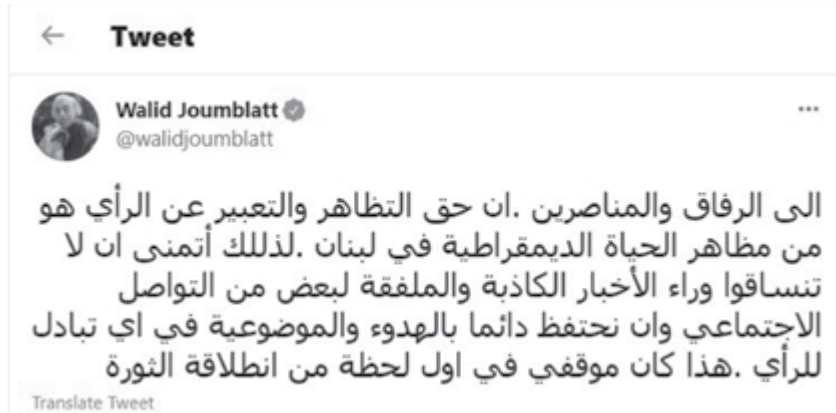 Tweet
Walid Joumblatt
@walidjoumblatt
الى الرفاق والمناصرين .ان حق التظاهر والتعبير عن الرأي هو
من مظاهر الحياة الديمقراطية في لبنان .لذللك أتمنى ان لا
تنساقوا وراء الأخبار الكاذبة والملفقة لبعض من التواصل
الاجتماعي وان نحتفظ دائما بالهدوء والموضوعية في اي تبادل
للرأي .هذا كان موقفي في اول لحظة من انطلاقة الثورة
Translate Tweet